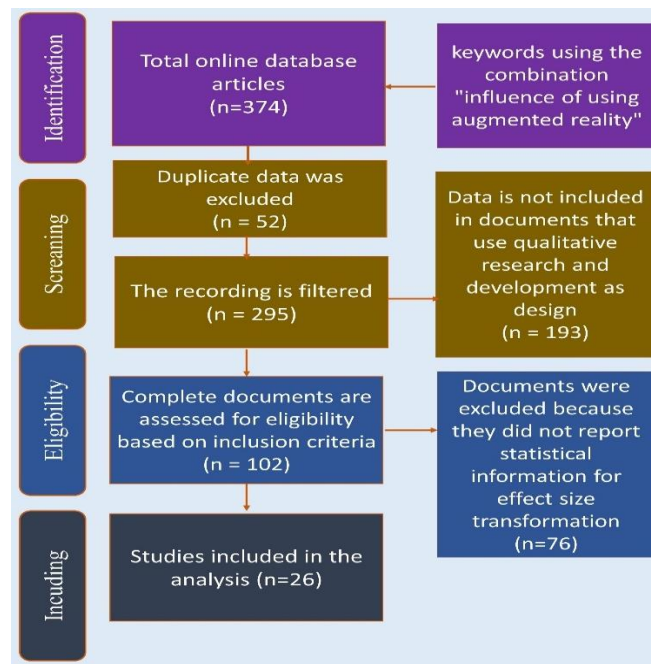 Identification
Total online database
articles
(n=374)
keywords using the
combination
"influence of using
augmented reality"
Screaning
Duplicate data was
excluded
(n = 52)
The recording is filtered
(n = 295)
Data is not included
in documents that
use qualitative
research and
development as
design
(n = 193)
Eligibility
Complete documents are
assessed for eligibility
based on inclusion criteria
(n = 102)
Documents were
excluded because
they did not report
statistical
information for
effect size
transformation
(n=76)
Incuding
Studies included in the
analysis (n=26)